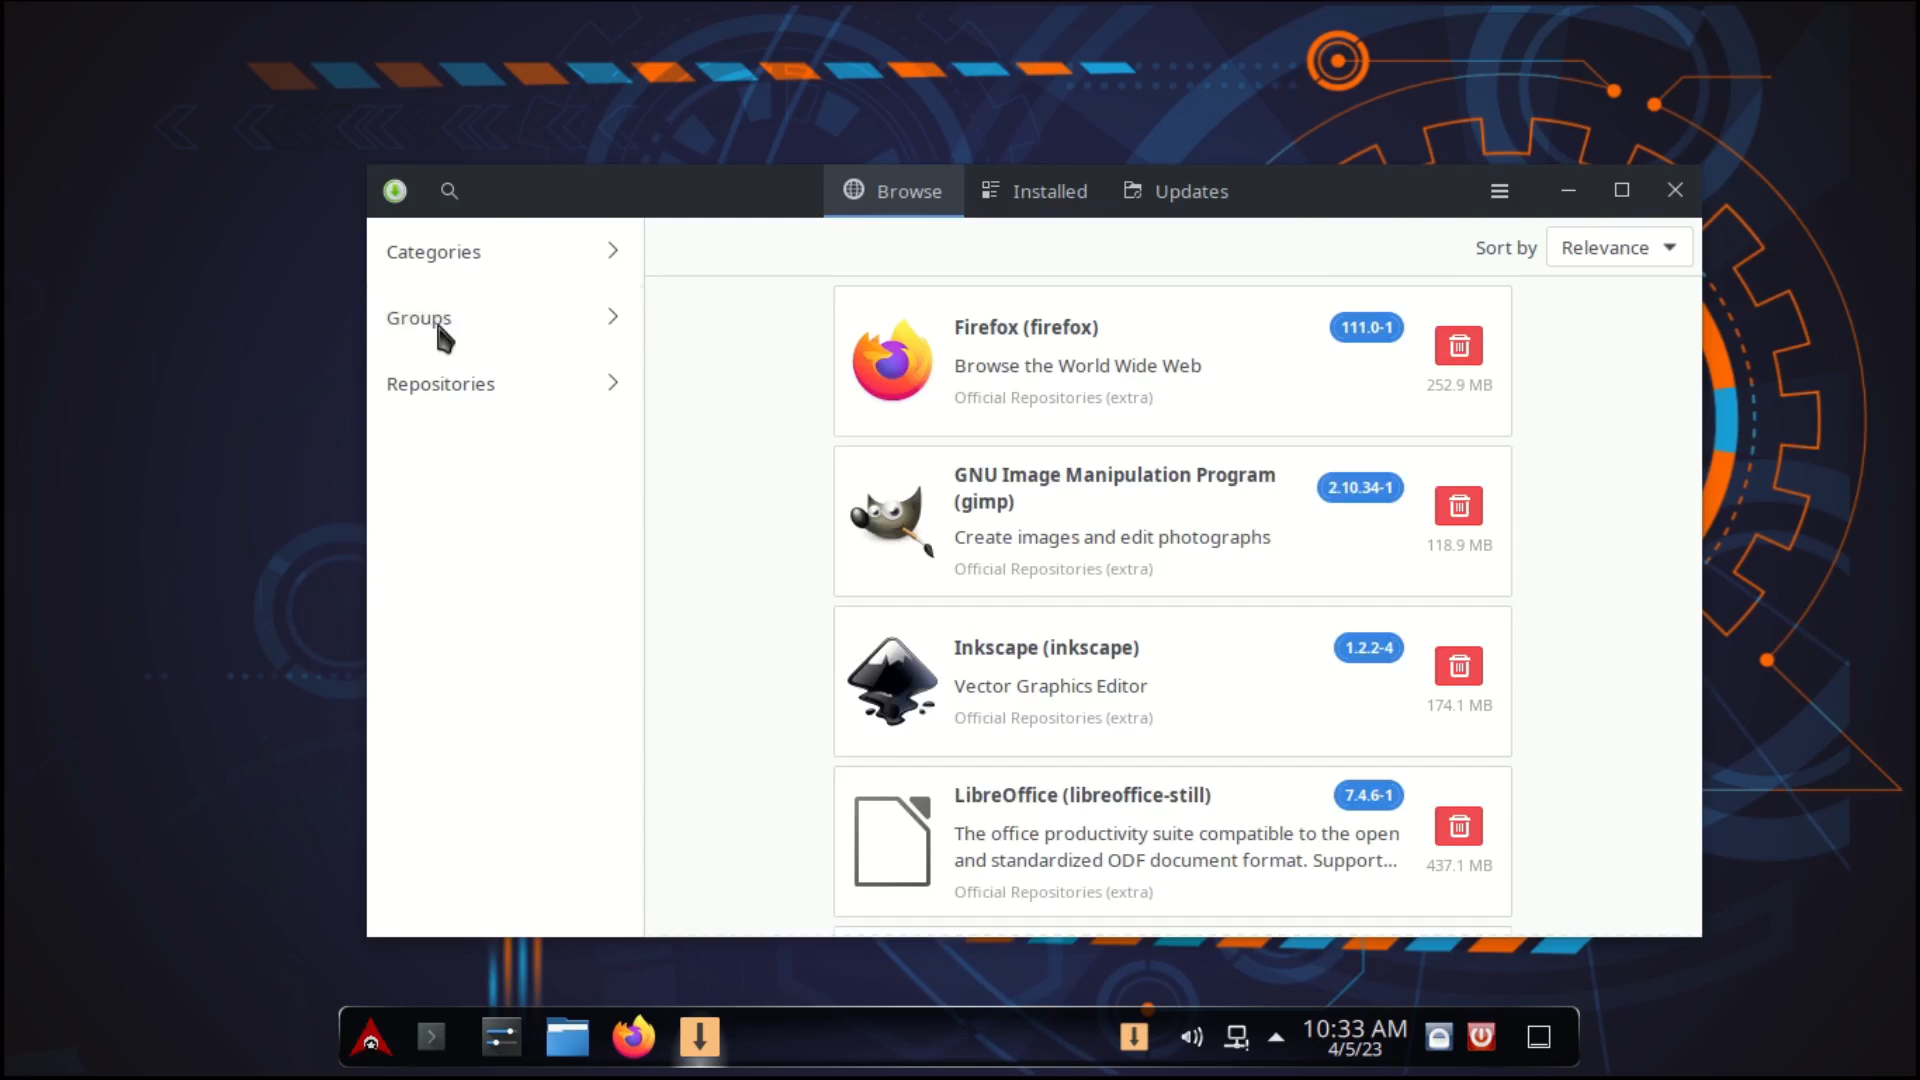 Browse
Installed
Updates
Categories
Groups
Repositories
Sort by
Relevance
Firefox (firefox)
111.0-1
Browse the World Wide Web
252.9 MB
Official Repositories (extra)
GNU Image Manipulation Program
(gimp)
2.10.34-1
Create images and edit photographs
118.9 MB
Official Repositories (extra)
Inkscape (inkscape)
1.2.2-4
Vector Graphics Editor
174.1 MB
Official Repositories (extra)
LibreOffice (libreoffice-still)
7.4.6-1
The office productivity suite compatible to the open
and standardized ODF document format. Support...
437.1 MB
Official Repositories (extra)
10:33 AM
4/5/23